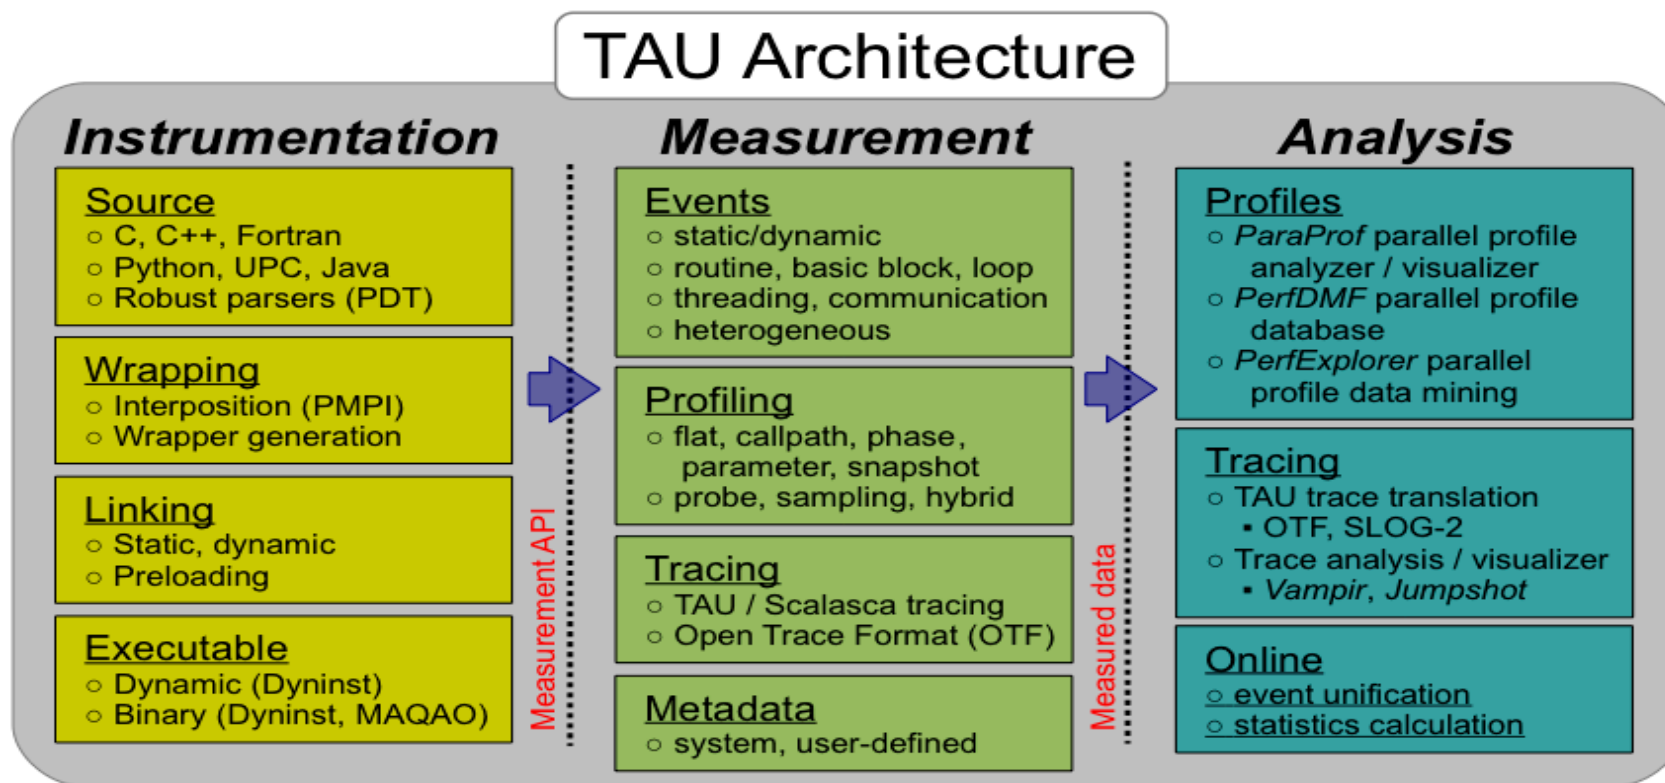 TAU Architecture
Instrumentation
Source
○ C, C++, Fortran
○ Python, UPC, Java
○ Robust parsers (PDT)
Wrapping
○ Interposition (PMPI)
○ Wrapper generation
Linking
○ Static, dynamic
○ Preloading
Executable
○ Dynamic (Dyninst)
○ Binary (Dyninst, MAQAO)
Measurement API
Measurement
Events
○ static/dynamic
○ routine, basic block, loop
○ threading, communication
○ heterogeneous
Profiling
○ flat, callpath, phase,
parameter, snapshot
○ probe, sampling, hybrid
Tracing
○ TAU / Scalasca tracing
○ Open Trace Format (OTF)
Metadata
○ system, user-defined
Measured data
Analysis
Profiles
○ ParaProf parallel profile
analyzer / visualizer
○ PerfDMF parallel profile
database
○ PerfExplorer parallel
profile data mining
Tracing
○ TAU trace translation
▪ OTF, SLOG-2
○ Trace analysis / visualizer
▪ Vampir, Jumpshot
Online
○ event unification
○ statistics calculation